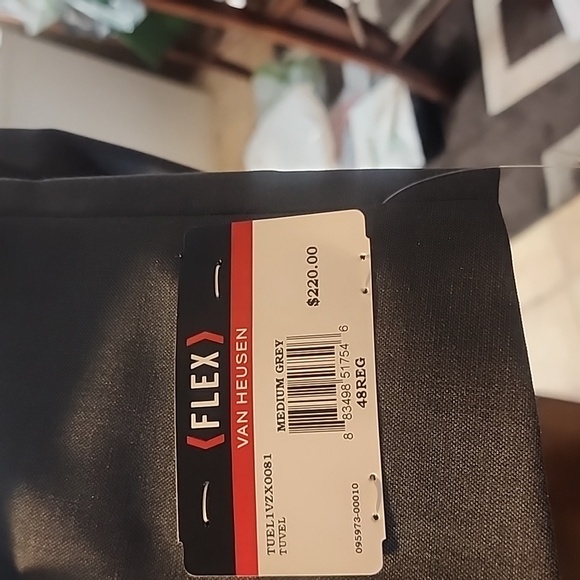 <FLEX>
VAN HEUSEN
TUEL1VZX0081
TUVEL
MEDIUM GREY
$220.00
8 83498 51754 6
48REG
095973-00010